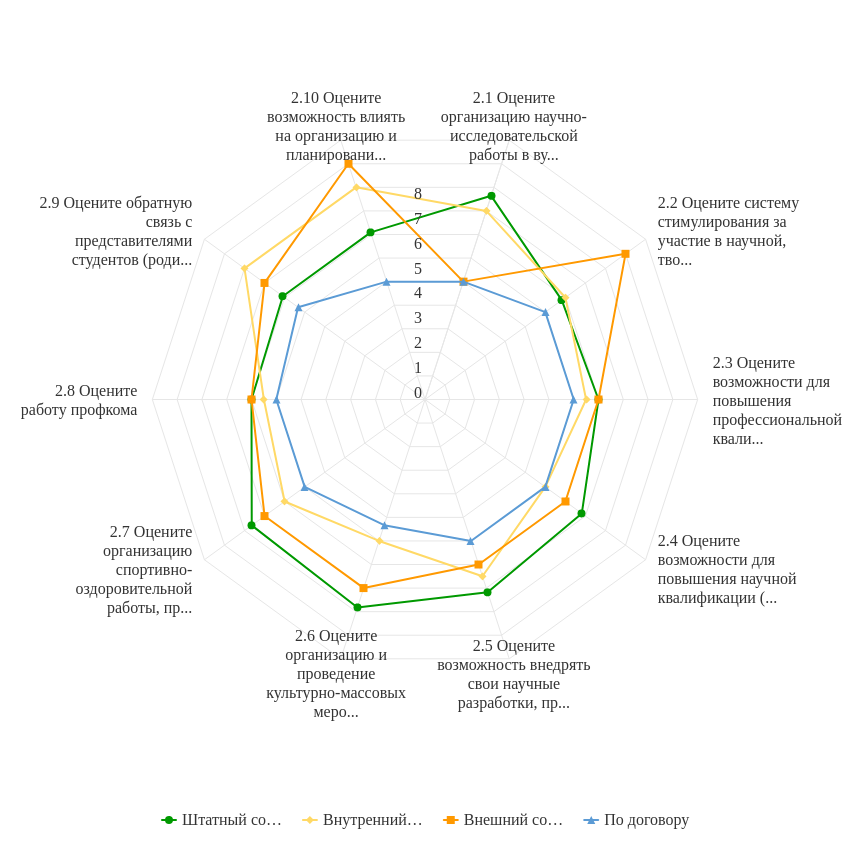 2.10 Оцените
возможность влиять
на организацию и
планировани...
2.1 Оцените
организацию научно-
исследовательской
работы в ву...
2.9 Оцените обратную
связь с
представителями
студентов (роди...
2.2 Оцените систему
стимулирования за
участие в научной,
тво...
8
7
6
5
4
3
2
1
0
2.8 Оцените
работу профкома
2.3 Оцените
возможности для
повышения
профессиональной
квали...
2.7 Оцените
организацию
спортивно-
оздоровительной
работы, пр...
2.4 Оцените
возможности для
повышения научной
квалификации (...
2.6 Оцените
организацию и
проведение
культурно-массовых
меро...
2.5 Оцените
возможность внедрять
свои научные
разработки, пр...
Штатный со… Внутренний… Внешний со… По договору